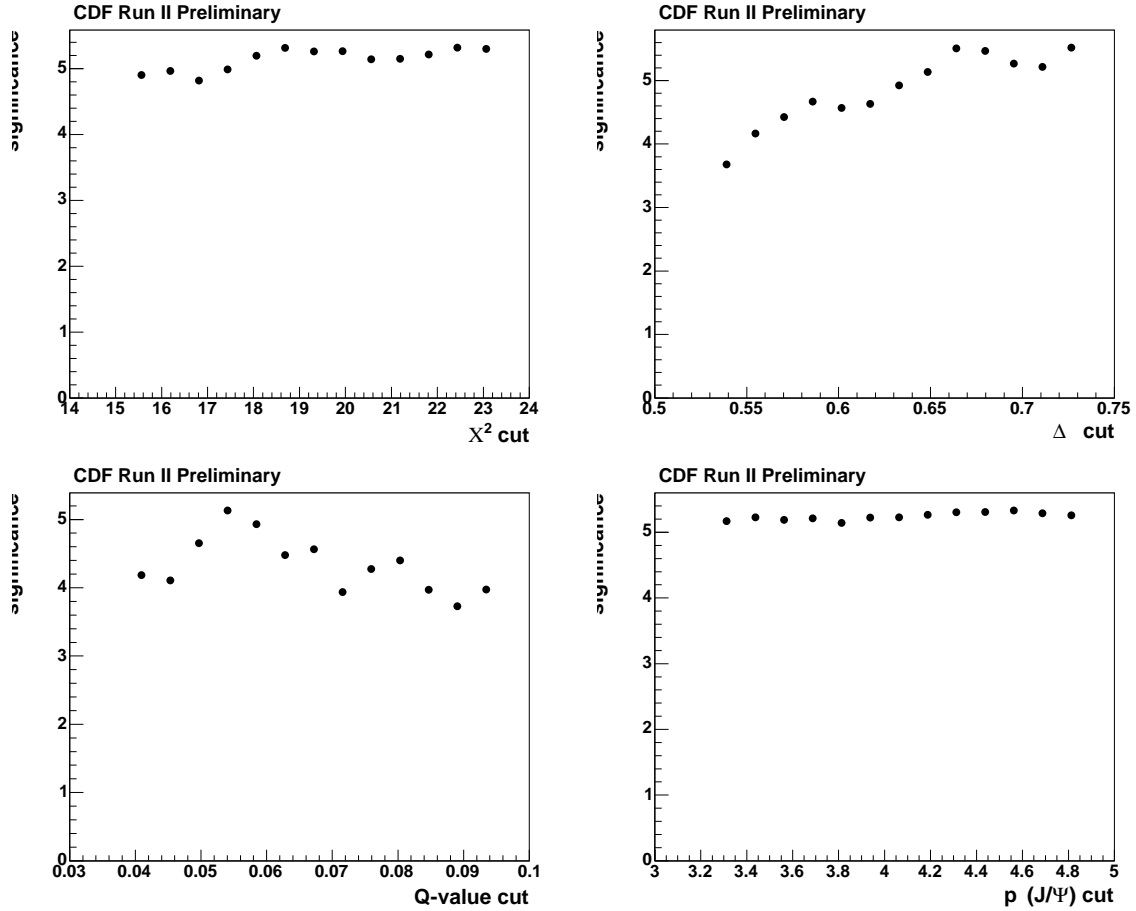 CDF Run II Preliminary
significance
5
4
3
2
1
0
14 15 16 17 18 19 20 21 22 23 24
Χ² cut
CDF Run II Preliminary
significance
5
4
3
2
1
0
0.5 0.55 0.6 0.65 0.7 0.75
Δ cut
CDF Run II Preliminary
significance
5
4
3
2
1
0
0.03 0.04 0.05 0.06 0.07 0.08 0.09 0.1
Q-value cut
CDF Run II Preliminary
significance
5
4
3
2
1
0
3 3.2 3.4 3.6 3.8 4 4.2 4.4 4.6 4.8 5
p (J/Ψ) cut